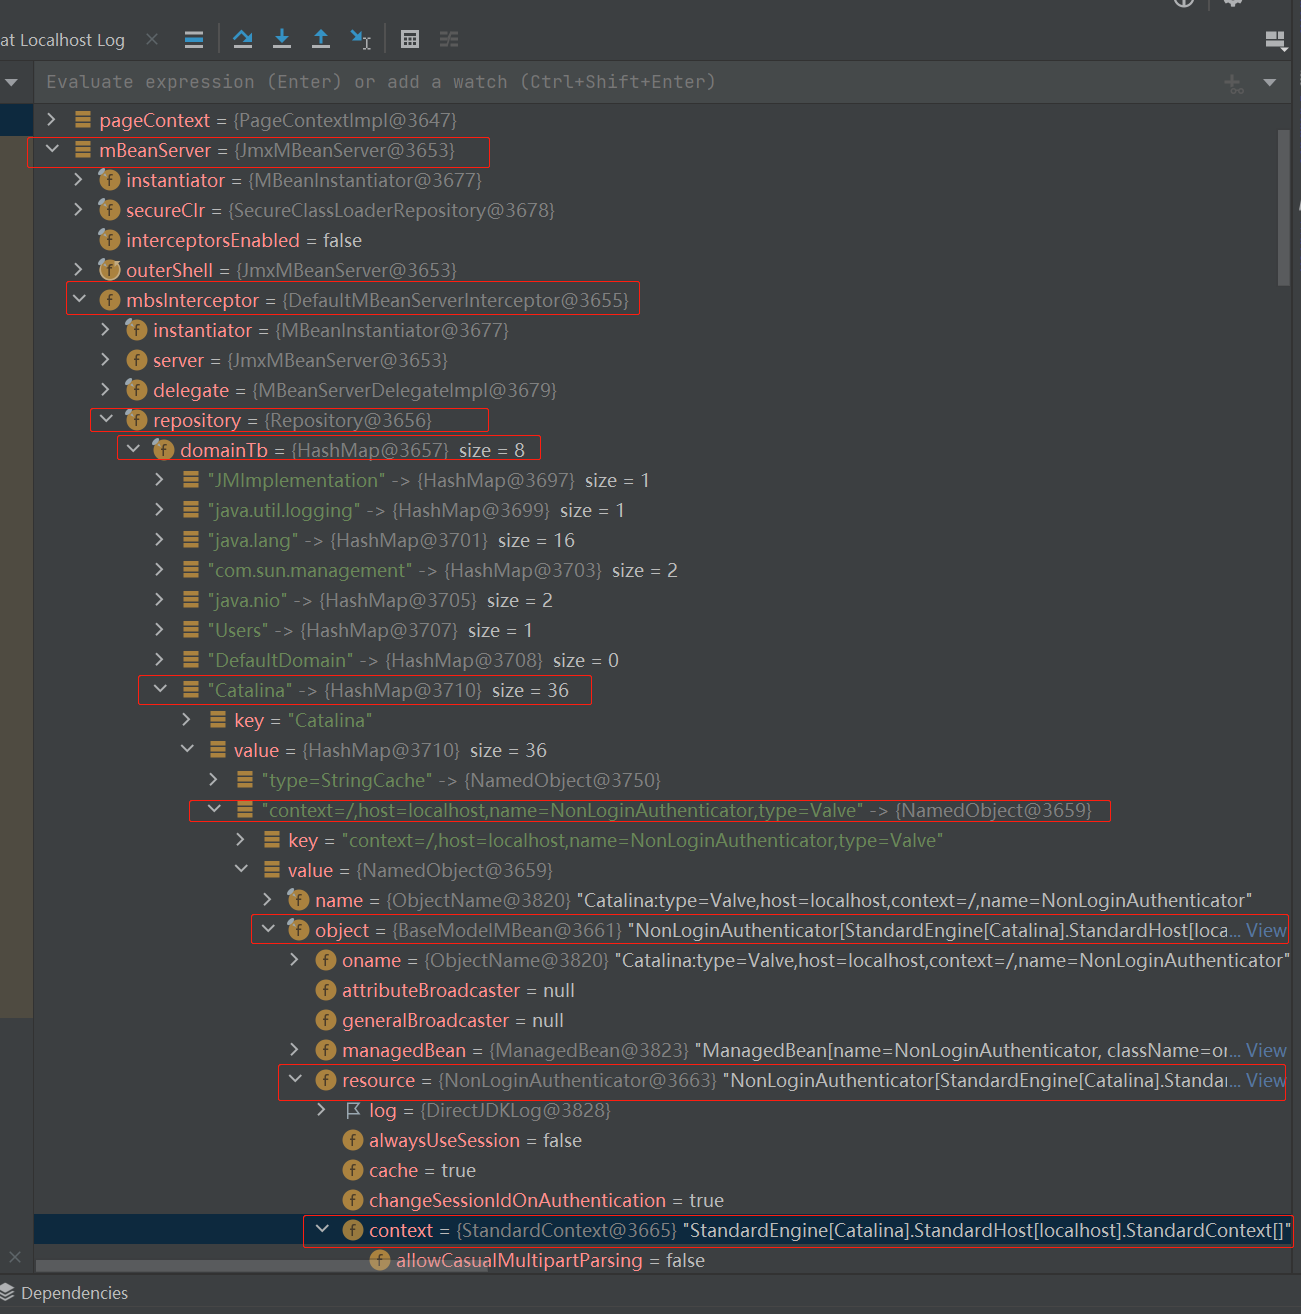 at Localhost Log
Evaluate expression (Enter) or add a watch (Ctrl+Shift+Enter)
pageContext = {PageContextImpl@3647}
mBeanServer = {JmxMBeanServer@3653}
instantiator = {MBeanInstantiator@3677}
secureClr = {SecureClassLoaderRepository@3678}
interceptorsEnabled = false
outerShell = {JmxMBeanServer@3653}
mbsInterceptor = {DefaultMBeanServerInterceptor@3655}
instantiator = {MBeanInstantiator@3677}
server = {JmxMBeanServer@3653}
delegate = {MBeanServerDelegateImpl@3679}
repository = {Repository@3656}
domainTb = {HashMap@3657} size = 8
"JMImplementation" -> {HashMap@3697} size = 1
"java.util.logging" -> {HashMap@3699} size = 1
"java.lang" -> {HashMap@3701} size = 16
"com.sun.management" -> {HashMap@3703} size = 2
"java.nio" -> {HashMap@3705} size = 2
"Users" -> {HashMap@3707} size = 1
"DefaultDomain" -> {HashMap@3708} size = 0
"Catalina" -> {HashMap@3710} size = 36
key = "Catalina"
value = {HashMap@3710} size = 36
"type=StringCache" -> {NamedObject@3750}
"context=/,host=localhost,name=NonLoginAuthenticator,type=Valve" -> {NamedObject@3659}
key = "context=/,host=localhost,name=NonLoginAuthenticator,type=Valve"
value = {NamedObject@3659}
name = {ObjectName@3820} "Catalina:type=Valve,host=localhost,context=/,name=NonLoginAuthenticator"
object = {BaseModelMBean@3661} "NonLoginAuthenticator[StandardEngine[Catalina].StandardHost[loca... View
oname = {ObjectName@3820} "Catalina:type=Valve,host=localhost,context=/,name=NonLoginAuthenticator"
attributeBroadcaster = null
generalBroadcaster = null
managedBean = {ManagedBean@3823} "ManagedBean[name=NonLoginAuthenticator, className=or... View
resource = {NonLoginAuthenticator@3663} "NonLoginAuthenticator[StandardEngine[Catalina].Standar... View
log = {DirectJDKLog@3828}
alwaysUseSession = false
cache = true
changeSessionIdOnAuthentication = true
context = {StandardContext@3665} "StandardEngine[Catalina].StandardHost[localhost].StandardContext[]"
allowCasualMultipartParsing = false
Dependencies